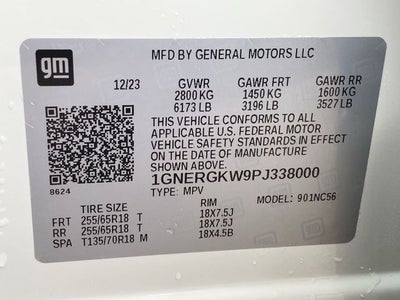 gm
MFD BY GENERAL MOTORS LLC
12/23 GVWR GAWR FRT GAWR RR
2800 KG 1450 KG 1600 KG
6173 LB 3196 LB 3527 LB
THIS VEHICLE CONFORMS TO ALL
APPLICABLE U.S. FEDERAL MOTOR
VEHICLE SAFETY STANDARDS IN EFFECT
ON THE DATE OF MANUFACTURE
SHOWN ABOVE.
1GNERGKW9PJ338000
8624 TYPE: MPV
MODEL: 901NC56
TIRE SIZE RIM
FRT 255/65R18 T 18X7.5J
RR 255/65R18 T 18X7.5J
SPA T135/70R18 M 18X4.5B